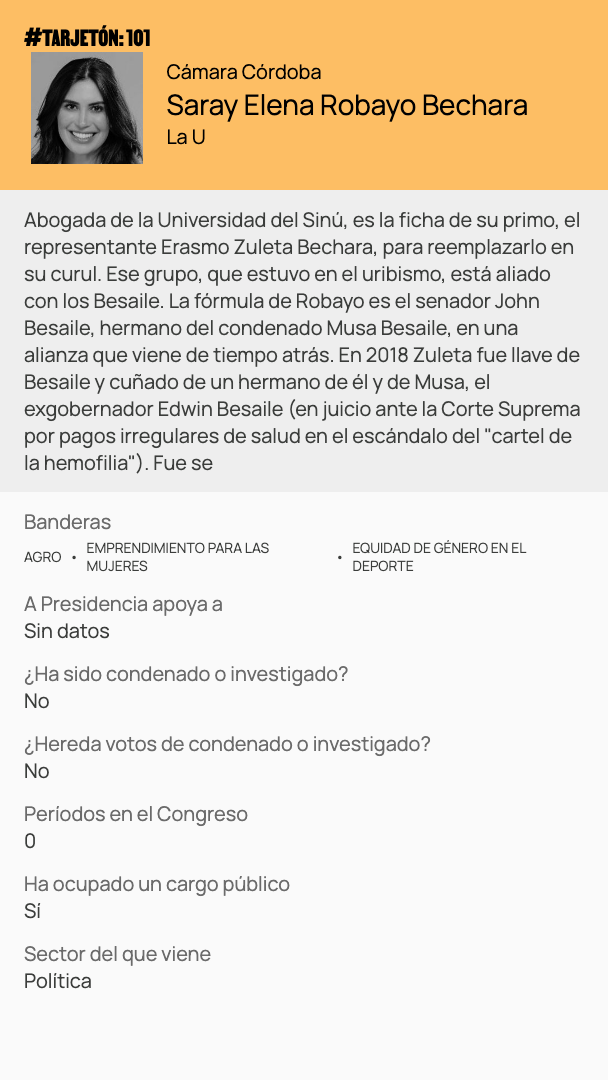 #TARJETÓN: 101
Cámara Córdoba
Saray Elena Robayo Bechara
La U
Abogada de la Universidad del Sinú, es la ficha de su primo, el
representante Erasmo Zuleta Bechara, para reemplazarlo en
su curul. Ese grupo, que estuvo en el uribismo, está aliado
con los Besaile. La fórmula de Robayo es el senador John
Besaile, hermano del condenado Musa Besaile, en una
alianza que viene de tiempo atrás. En 2018 Zuleta fue llave de
Besaile y cuñado de un hermano de él y de Musa, el
exgobernador Edwin Besaile (en juicio ante la Corte Suprema
por pagos irregulares de salud en el escándalo del "cartel de
la hemofilia"). Fue se
Banderas
AGRO • EMPRENDIMIENTO PARA LAS MUJERES • EQUIDAD DE GÉNERO EN EL DEPORTE
A Presidencia apoya a
Sin datos
¿Ha sido condenado o investigado?
No
¿Hereda votos de condenado o investigado?
No
Períodos en el Congreso
0
Ha ocupado un cargo público
Sí
Sector del que viene
Política